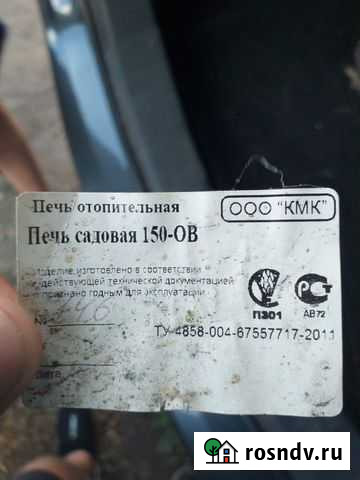 Печь отопительная
ООО "КМК"
Печь садовая 150-ОВ
Изделие изготовлено в соответствии
с действующей технической документацией
и признано годным для эксплуатации.
№
ПЭ01
АВ72
ТУ 4858-004-67557717-2011
Дата
rosndv.ru